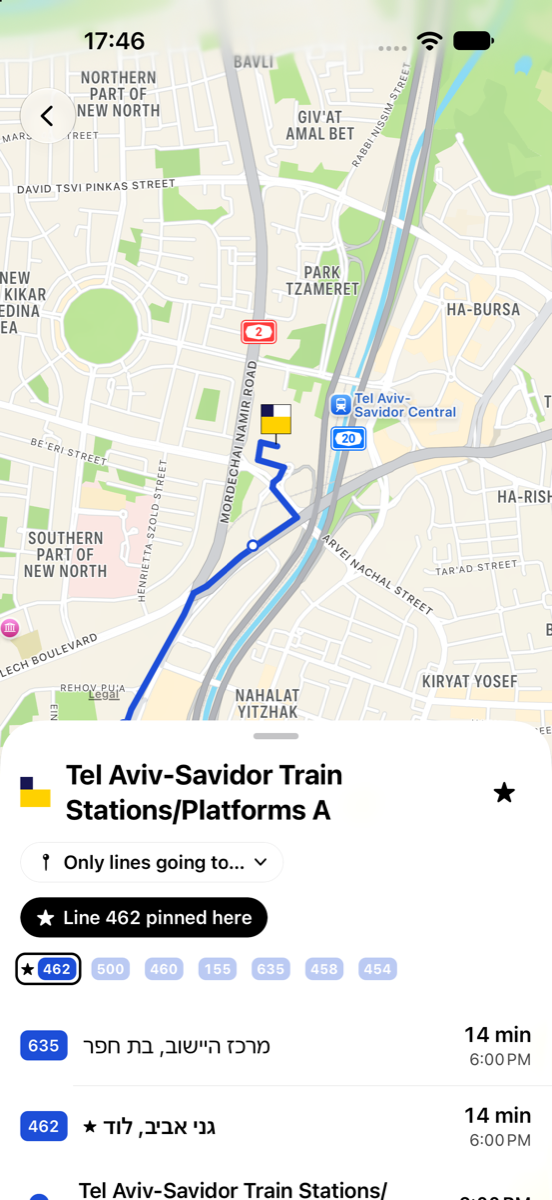 17:46
BAVLI
NORTHERN
PART OF
NEW NORTH
GIV'AT
AMAL BET
RABBI NISSIM STREET
DAVID TSVI PINKAS STREET
NEW
KIKAR
PARK
TZAMERET
HA-BURSA
2
MORDECHAI NAMIR ROAD
Tel Aviv-
Savidor Central
20
BE'ERI STREET
HENRIETTA SZOLD STREET
SOUTHERN
PART OF
NEW NORTH
ARVEI NACHAL STREET
TAR'AD STREET
LECH BOULEVARD
REHOV PU'A
Legal
NAHALAT
YITZHAK
KIRYAT YOSEF
Tel Aviv-Savidor Train
Stations/Platforms A
Only lines going to...
Line 462 pinned here
462 500 460 155 635 458 454
635 מרכז היישוב, בת חפר 14 min
6:00 PM
462 גני אביב, לוד 14 min
6:00 PM
Tel Aviv-Savidor Train Stations/